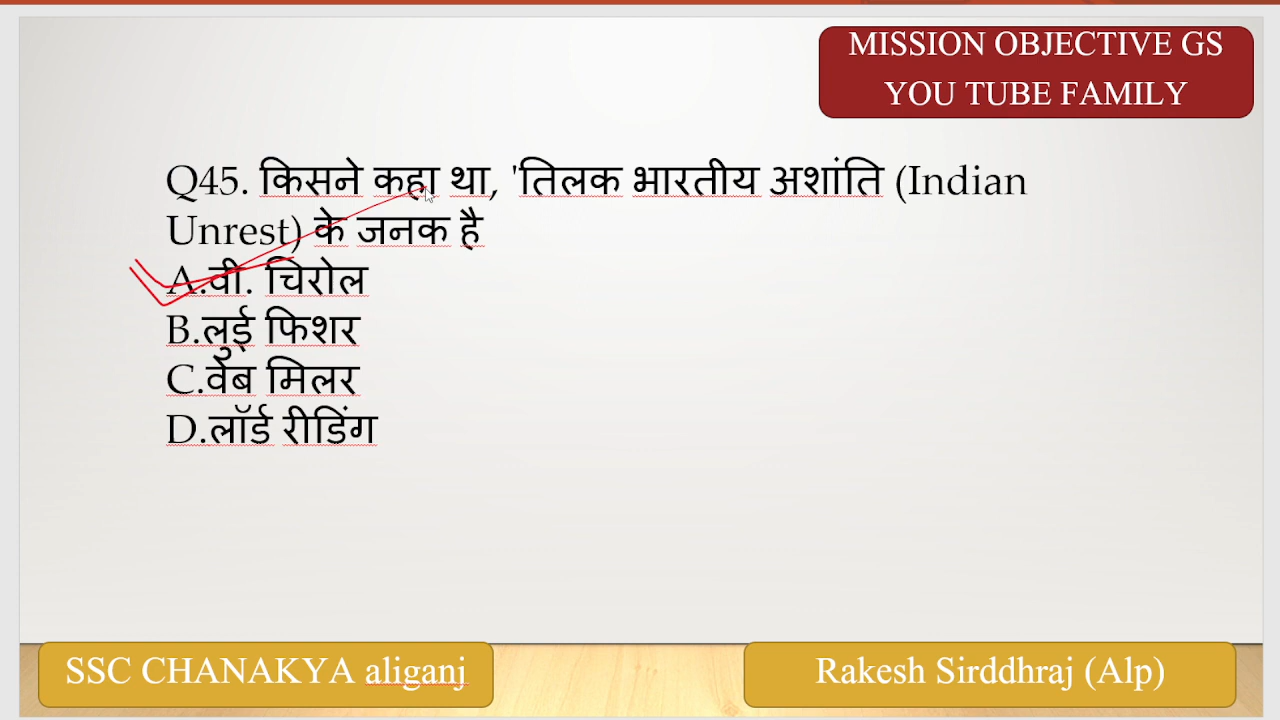 MISSION OBJECTIVE GS
YOU TUBE FAMILY
Q45. किसने कहा था, 'तिलक भारतीय अशांति (Indian
Unrest) के जनक है
A.वी. चिरोल
B.लुई फिशर
C.वेब मिलर
D.लॉर्ड रीडिंग
SSC CHANAKYA aliganj
Rakesh Sirddhraj (Alp)